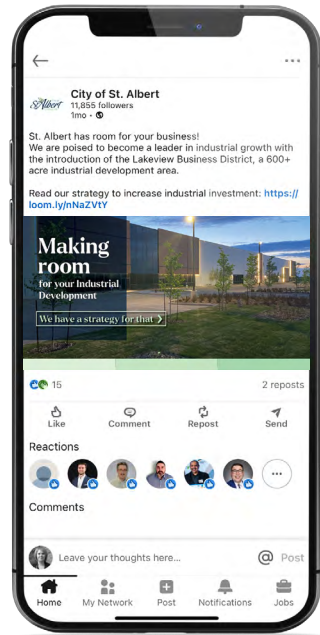 St Albert
City of St. Albert
11,855 followers
1mo •
St. Albert has room for your business!
We are poised to become a leader in industrial growth with
the introduction of the Lakeview Business District, a 600+
acre industrial development area.
Read our strategy to increase industrial investment: https://
loom.ly/nNaZVtY
Making
room
for your Industrial
Development
We have a strategy for that ❯
15
2 reposts
Like
Comment
Repost
Send
Reactions
Comments
Leave your thoughts here...
@ Post
Home
My Network
Post
Notifications
Jobs